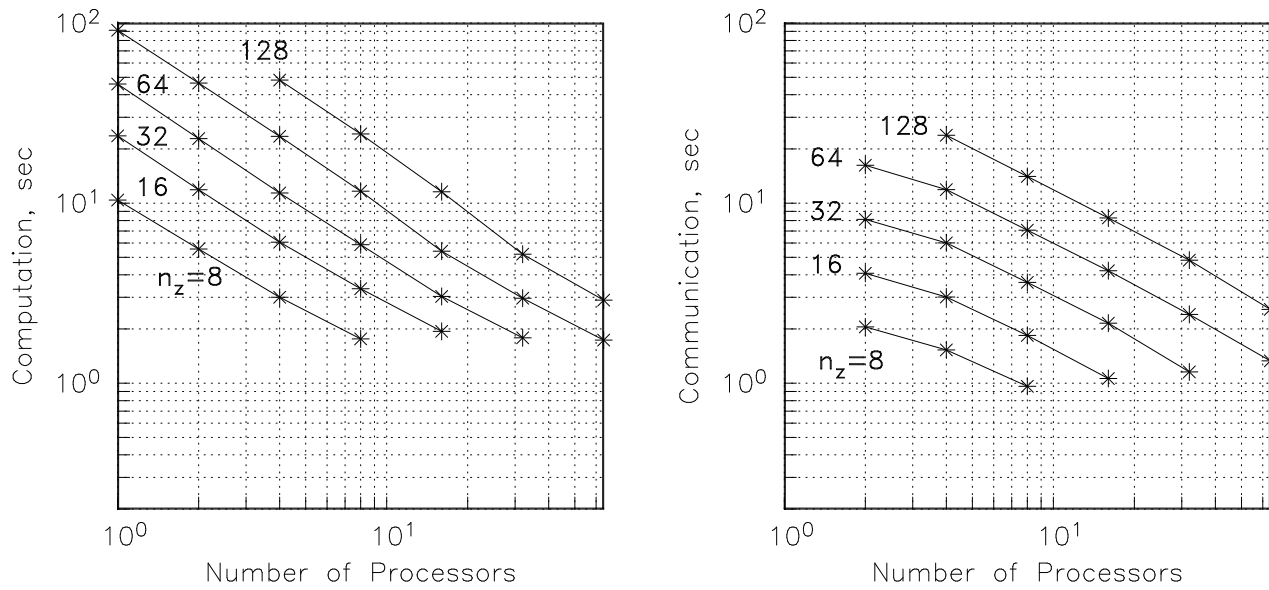 10² 128
64
32
16
n_z=8
10¹
10⁰
Computation, sec
10⁰ 10¹
Number of Processors
10²
128
64
32
16
n_z=8
10¹
10⁰
Communication, sec
10⁰ 10¹
Number of Processors